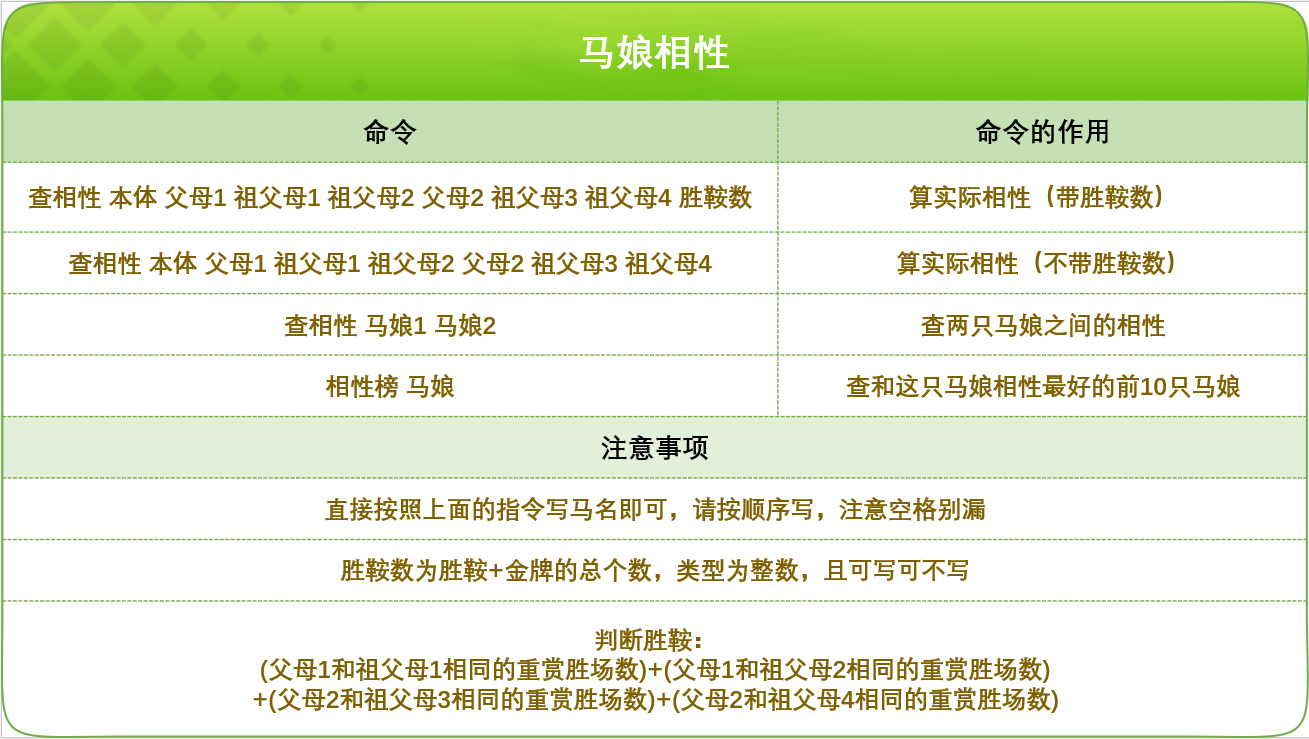 马娘相性
命令
命令的作用
查相性 本体 父母1 祖父母1 祖父母2 父母2 祖父母3 祖父母4 胜鞍数
算实际相性（带胜鞍数）
查相性 本体 父母1 祖父母1 祖父母2 父母2 祖父母3 祖父母4
算实际相性（不带胜鞍数）
查相性 马娘1 马娘2
查两只马娘之间的相性
相性榜 马娘
查和这只马娘相性最好的前10只马娘
注意事项
直接按照上面的指令写马名即可，请按顺序写，注意空格别漏
胜鞍数为胜鞍+金牌的总个数，类型为整数，且可写可不写
判断胜鞍：
(父母1和祖父母1相同的重赏胜场数)+(父母1和祖父母2相同的重赏胜场数)
+(父母2和祖父母3相同的重赏胜场数)+(父母2和祖父母4相同的重赏胜场数)